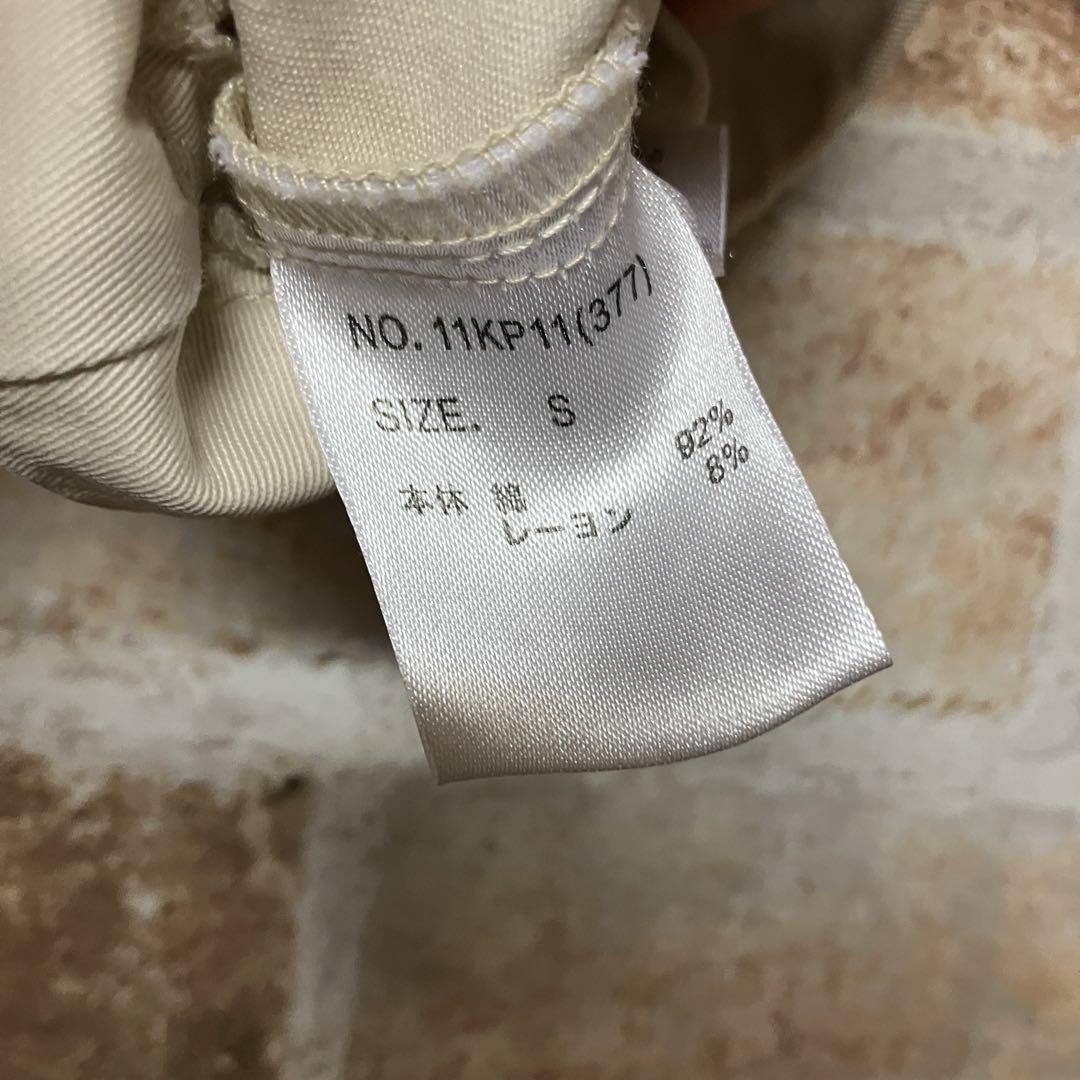 NO. 11KP11(377)
SIZE. S
本体 綿 92%
レーヨン 8%